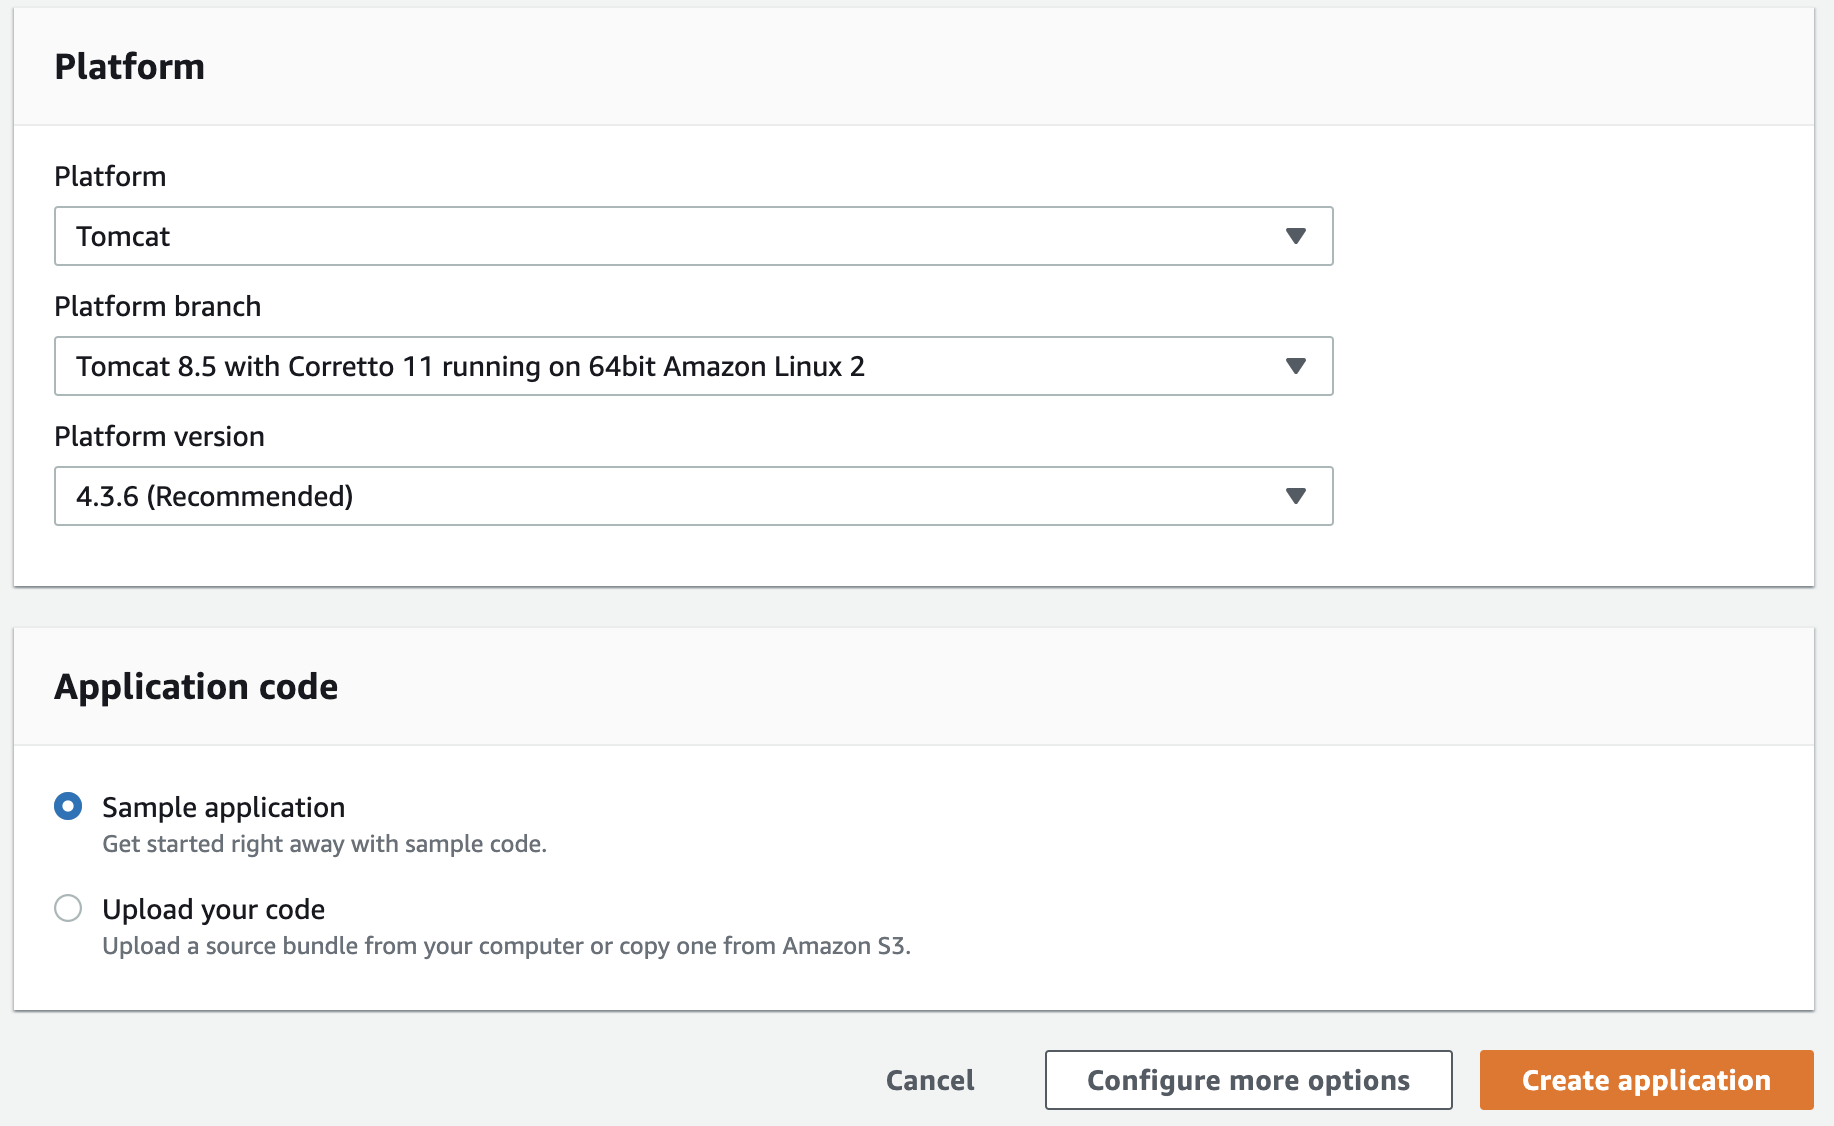 Platform
Platform
Tomcat
Platform branch
Tomcat 8.5 with Corretto 11 running on 64bit Amazon Linux 2
Platform version
4.3.6 (Recommended)
Application code
Sample application
Get started right away with sample code.
Upload your code
Upload a source bundle from your computer or copy one from Amazon S3.
Cancel
Configure more options
Create application